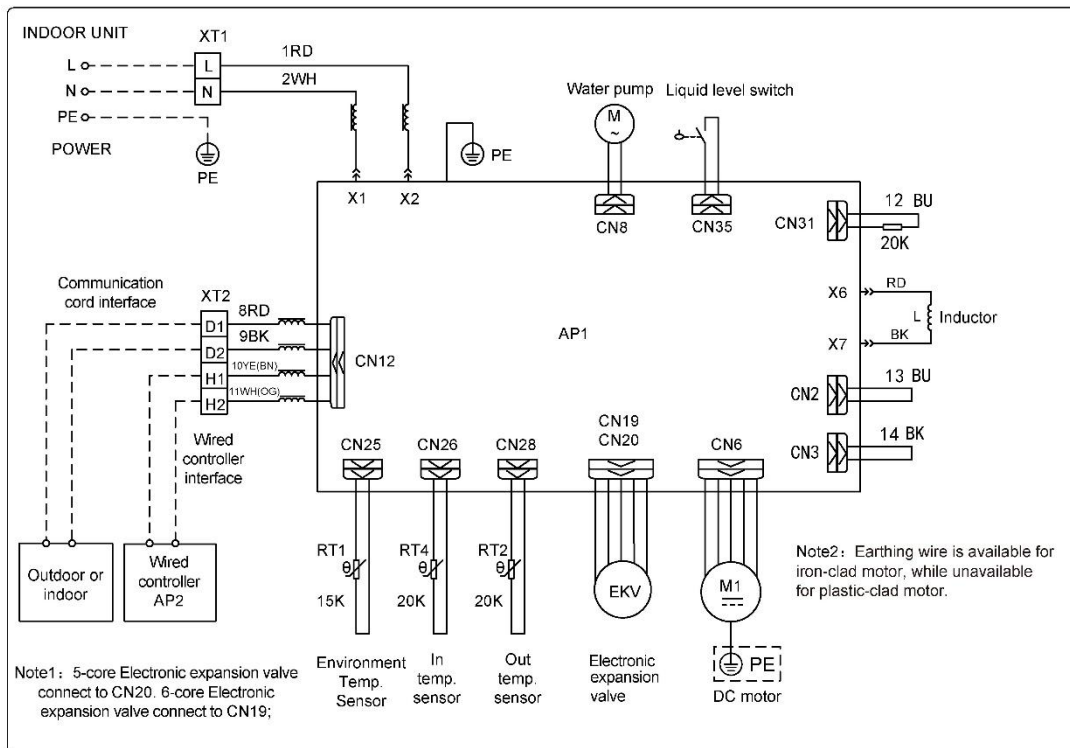 INDOOR UNIT
XT1
L
L
1RD
N
N
2WH
PE
POWER
PE
PE
X1
X2
Water pump
M
~
CN8
Liquid level switch
CN35
CN31
12 BU
20K
X6
RD
L
Inductor
X7
BK
CN2
13 BU
CN3
14 BK
AP1
Communication
cord interface
XT2
D1
8RD
D2
9BK
H1
10YE(BN)
H2
11WH(OG)
CN12
Wired
controller
interface
Outdoor or
indoor
Wired
controller
AP2
CN25
CN26
CN28
CN19
CN20
CN6
RT1
θ
15K
RT4
θ
20K
RT2
θ
20K
EKV
M1
PE
Environment
Temp.
Sensor
In
temp.
sensor
Out
temp.
sensor
Electronic
expansion
valve
DC motor
Note1：5-core Electronic expansion valve
connect to CN20. 6-core Electronic
expansion valve connect to CN19;
Note2：Earthing wire is available for
iron-clad motor, while unavailable
for plastic-clad motor.